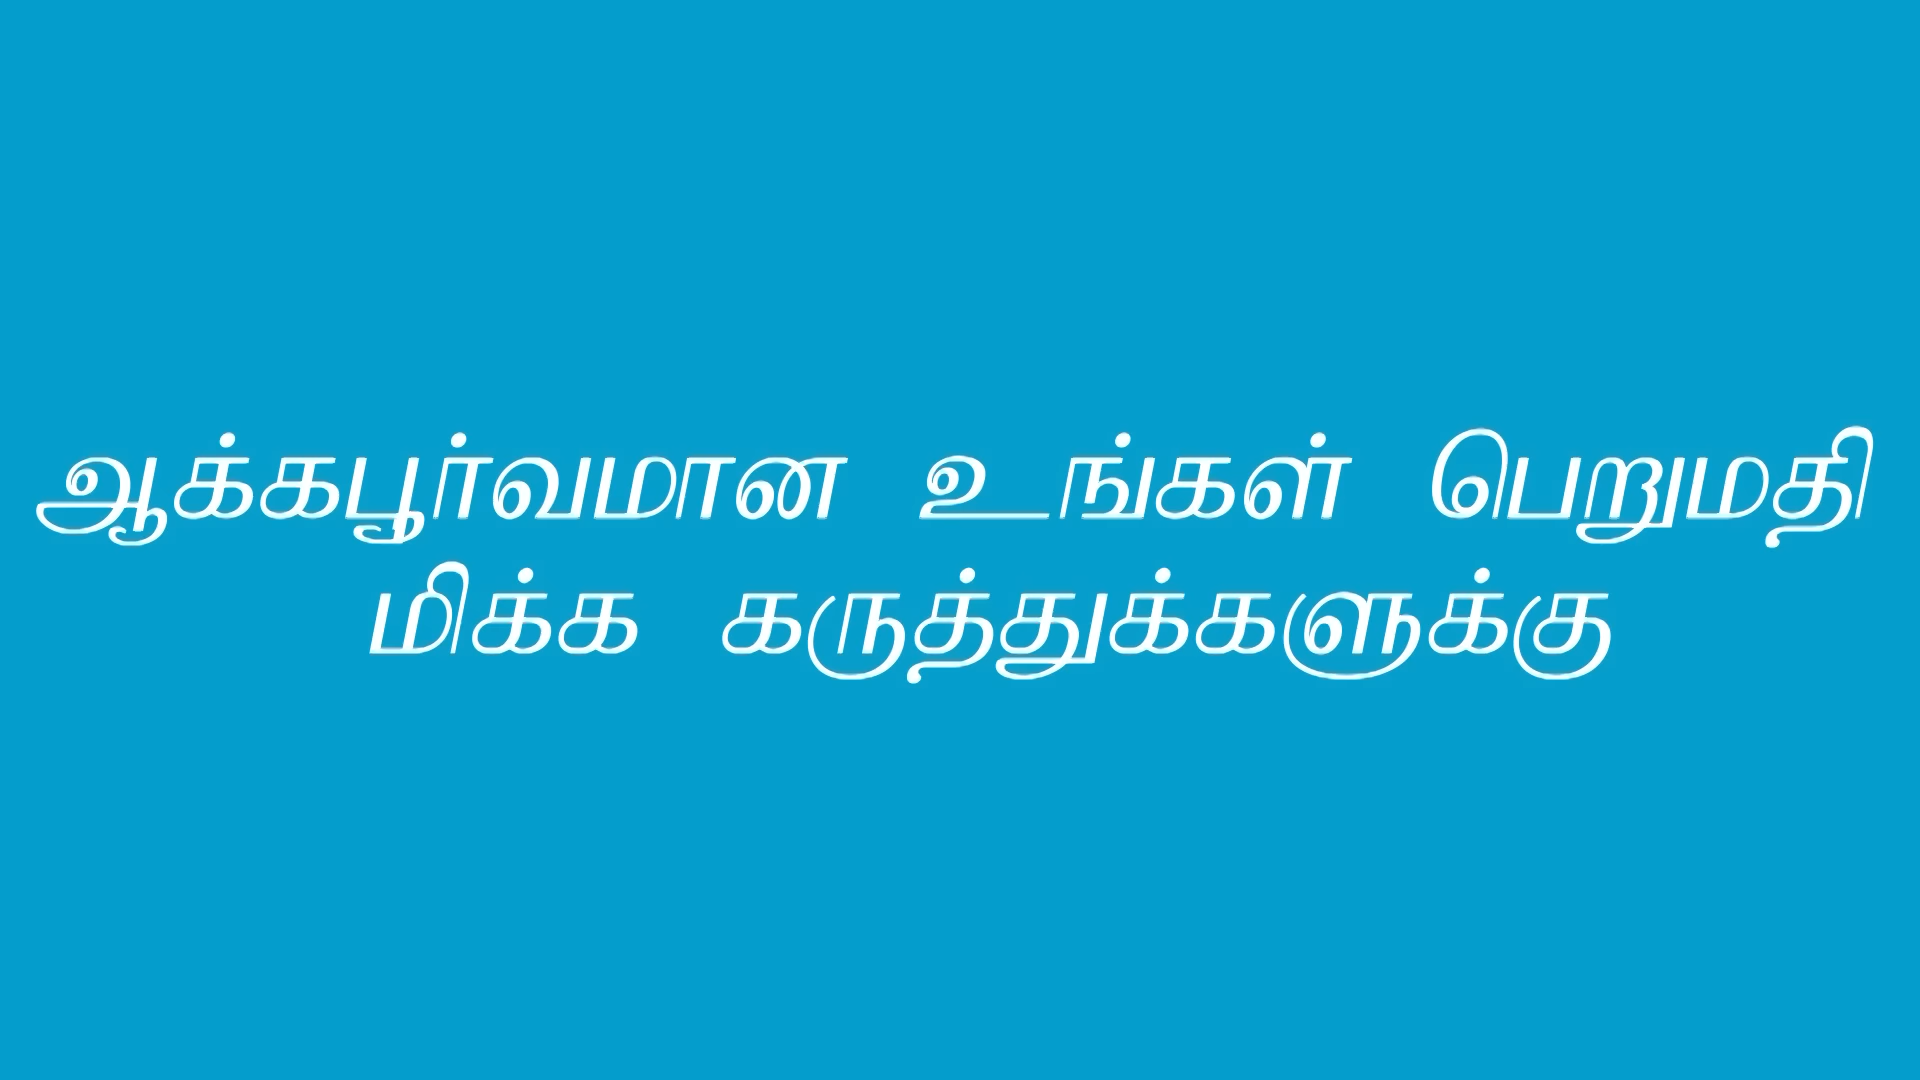 ஆக்கபூர்வமான உங்கள் பெறுமதி
மிக்க கருத்துக்களுக்கு